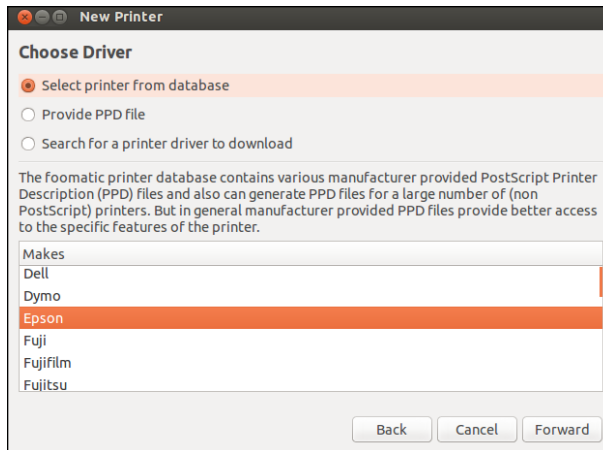 New Printer
Choose Driver
Select printer from database
Provide PPD file
Search for a printer driver to download
The foomatic printer database contains various manufacturer provided PostScript Printer
Description (PPD) files and also can generate PPD files for a large number of (non
PostScript) printers. But in general manufacturer provided PPD files provide better access
to the specific features of the printer.
Makes
Dell
Dymo
Epson
Fuji
Fujifilm
Fujitsu
Back Cancel Forward